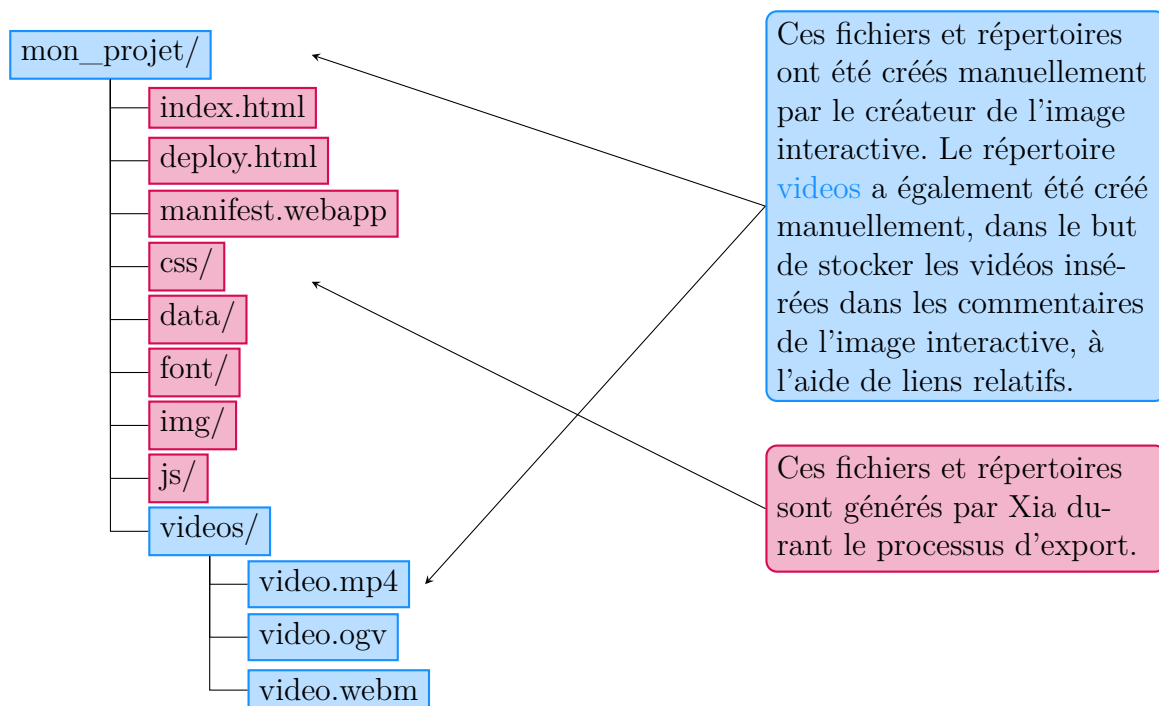 mon_projet/
index.html
deploy.html
manifest.webapp
css/
data/
font/
img/
js/
videos/
video.mp4
video.ogv
video.webm
Ces fichiers et répertoires
ont été créés manuellement
par le créateur de l'image
interactive. Le répertoire
videos a également été créé
manuellement, dans le but
de stocker les vidéos insé-
rées dans les commentaires
de l'image interactive, à
l'aide de liens relatifs.
Ces fichiers et répertoires
sont générés par Xia du-
rant le processus d'export.